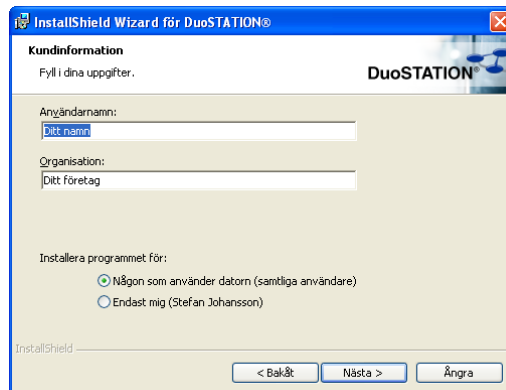 InstallShield Wizard för DuoSTATION®
Kundinformation
Fyll i dina uppgifter.
DuoSTATION®
Användarnamn:
Ditt namn
Organisation:
Ditt företag
Installera programmet för:
Någon som använder datorn (samtliga användare)
Endast mig (Stefan Johansson)
InstallShield
< Bakåt
Nästa >
Ångra